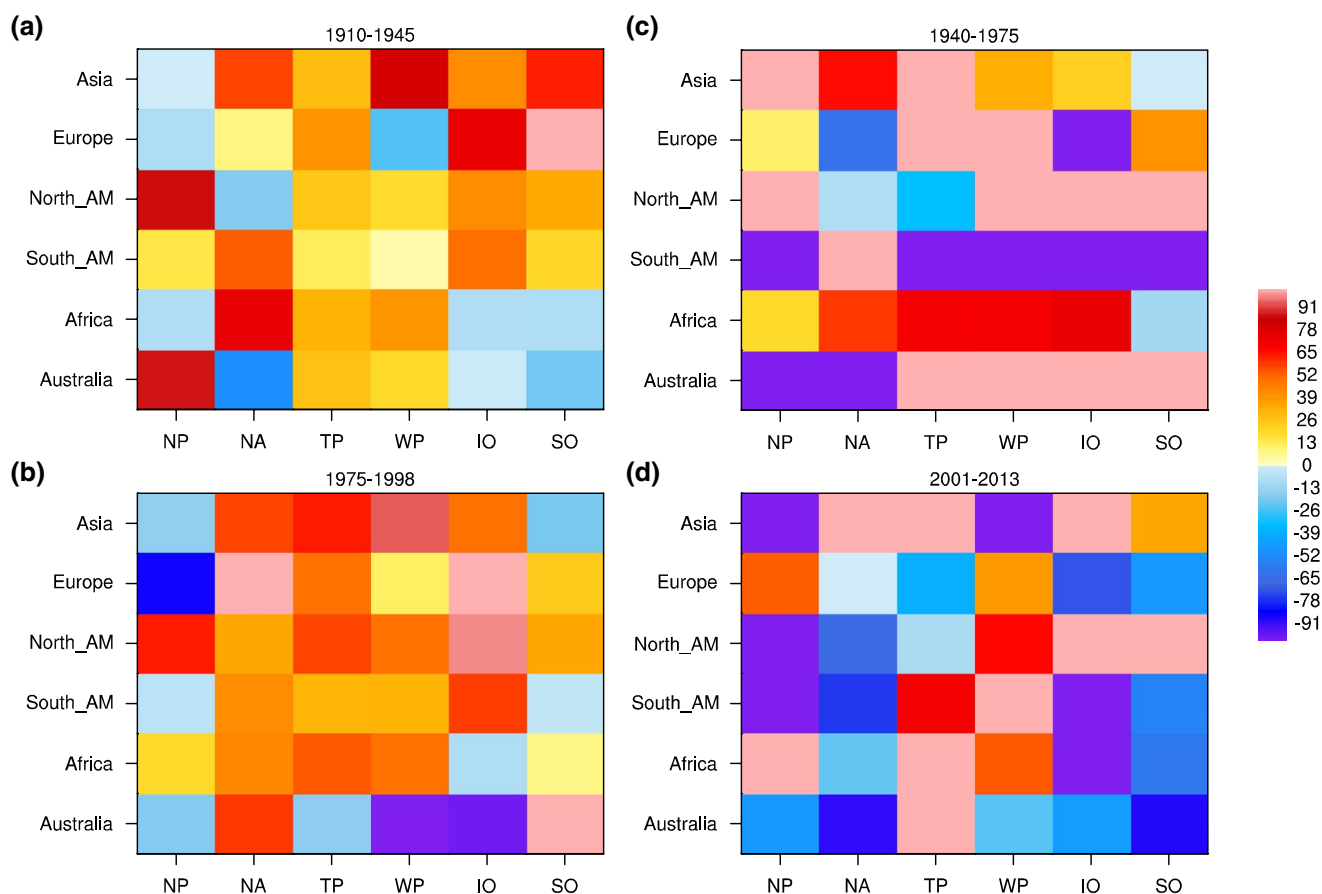 (a)
1910-1945
Asia
Europe
North_AM
South_AM
Africa
Australia
NP NA TP WP IO SO
(c)
1940-1975
Asia
Europe
North_AM
South_AM
Africa
Australia
NP NA TP WP IO SO
(b)
1975-1998
Asia
Europe
North_AM
South_AM
Africa
Australia
NP NA TP WP IO SO
(d)
2001-2013
Asia
Europe
North_AM
South_AM
Africa
Australia
NP NA TP WP IO SO
91
78
65
52
39
26
13
0
-13
-26
-39
-52
-65
-78
-91